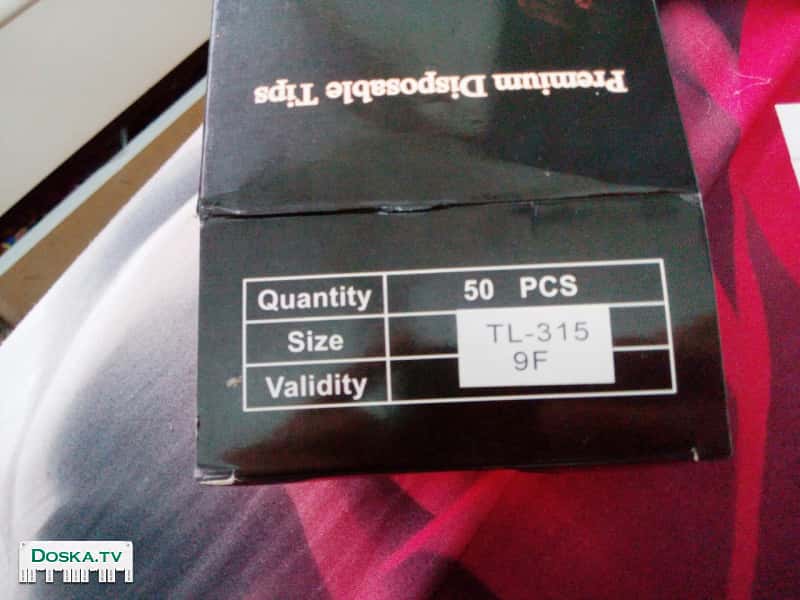 Premium Disposable Tips
Quantity 50 PCS
Size TL-315
9F
Validity
DOSKA.TV